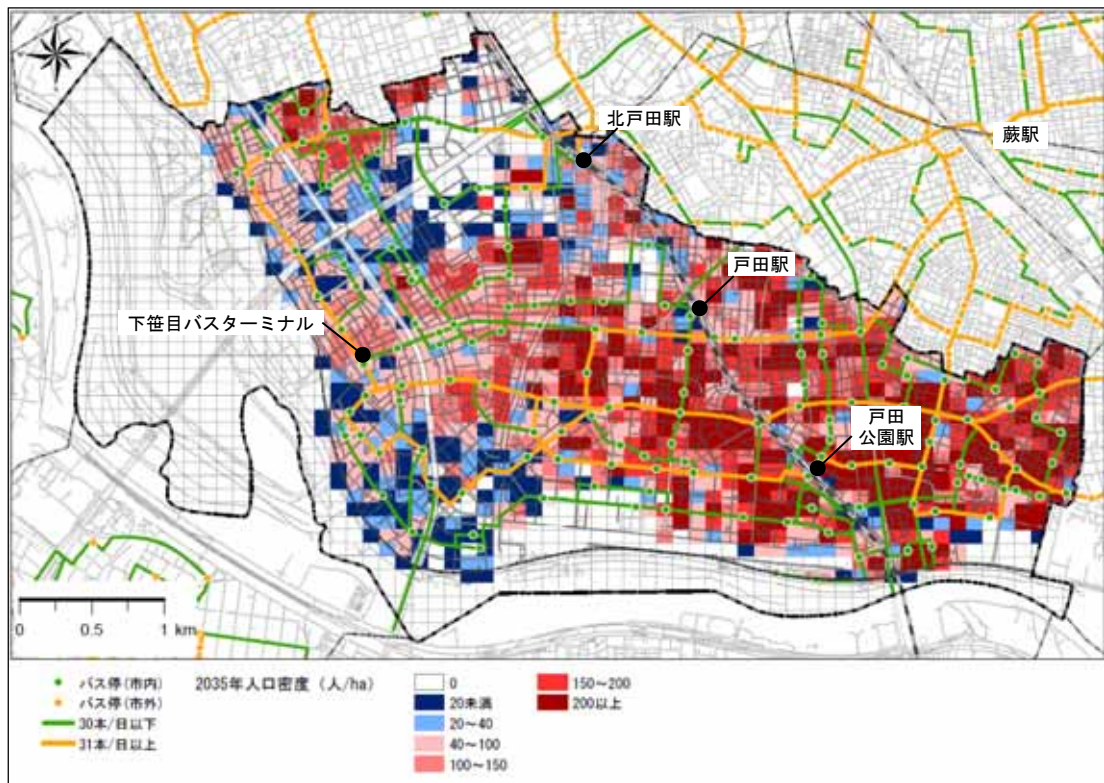 北戸田駅
蕨駅
戸田駅
下笹目バスターミナル
戸田
公園駅
0 0.5 1 km
バス停(市内)
バス停(市外)
30本/日以下
31本/日以上
2035年人口密度（人/ha）
0
20未満
20～40
40～100
100～150
150～200
200以上